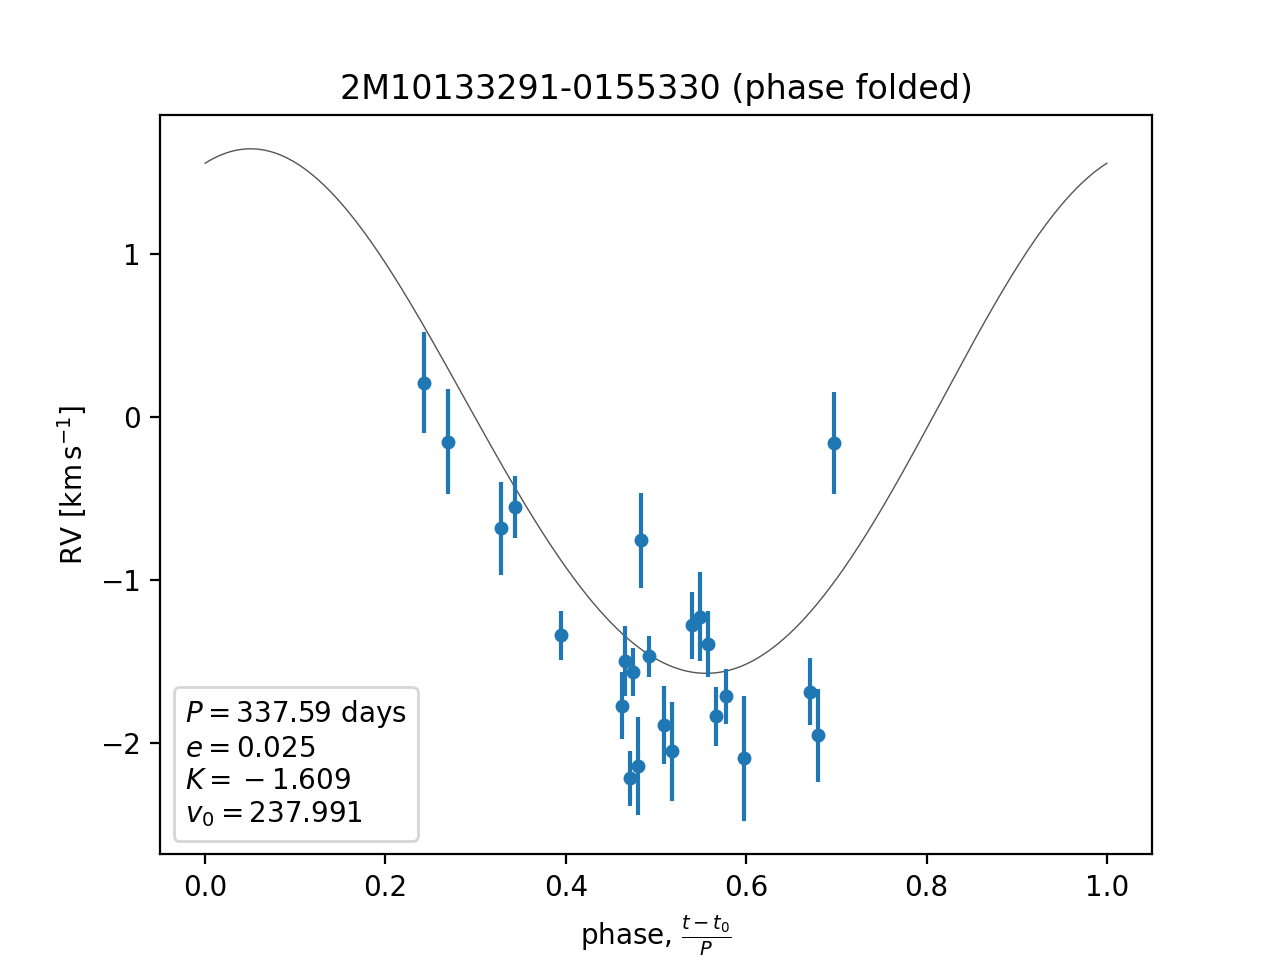 2M10133291-0155330 (phase folded)
RV [km s⁻¹]
1
0
−1
−2
P = 337.59 days
e = 0.025
K = −1.609
v₀ = 237.991
0.0 0.2 0.4 0.6 0.8 1.0
phase, (t − t₀)/P